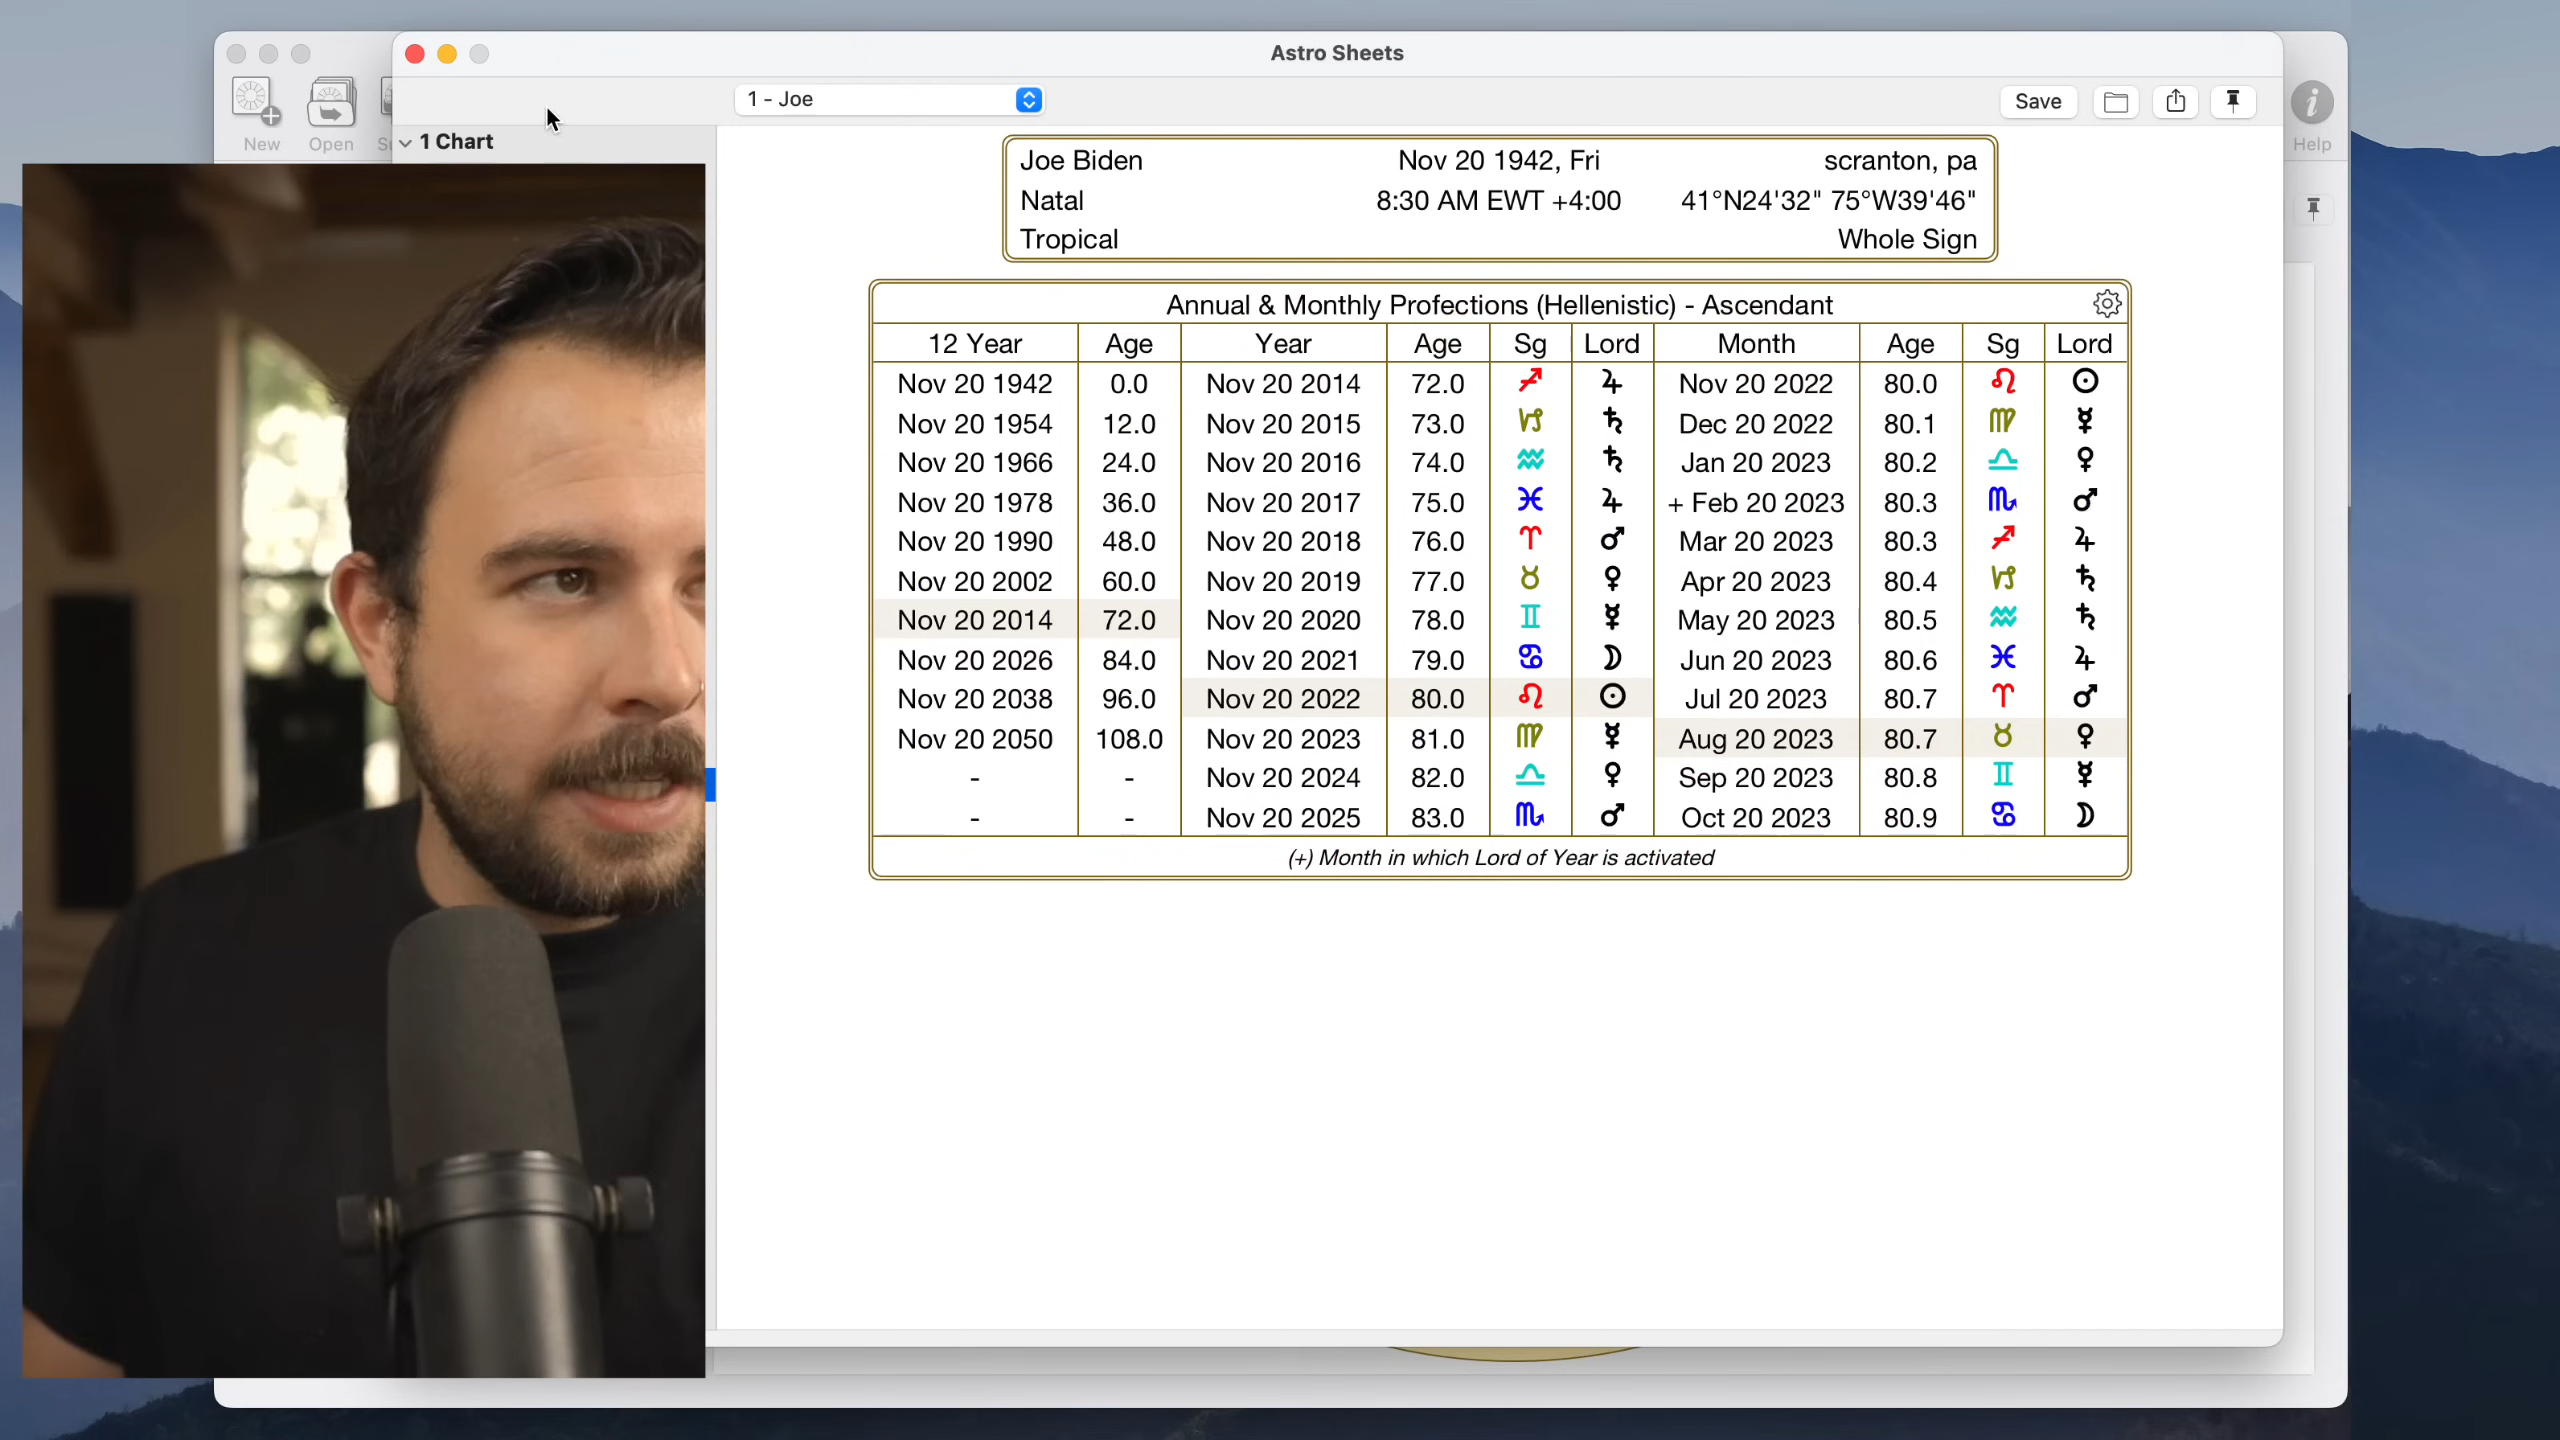 Astro Sheets
New
Open
1 - Joe
Save
Help
1 Chart
Joe Biden Nov 20 1942, Fri scranton, pa
Natal 8:30 AM EWT +4:00 41°N24'32" 75°W39'46"
Tropical Whole Sign
Annual & Monthly Profections (Hellenistic) - Ascendant
12 Year Age Year Age Sg Lord Month Age Sg Lord
Nov 20 1942 0.0 Nov 20 2014 72.0 ♐ ♃ Nov 20 2022 80.0 ♌ ☉
Nov 20 1954 12.0 Nov 20 2015 73.0 ♑ ♄ Dec 20 2022 80.1 ♍ ☿
Nov 20 1966 24.0 Nov 20 2016 74.0 ♒ ♄ Jan 20 2023 80.2 ♎ ♀
Nov 20 1978 36.0 Nov 20 2017 75.0 ♓ ♃ + Feb 20 2023 80.3 ♏ ♂
Nov 20 1990 48.0 Nov 20 2018 76.0 ♈ ♂ Mar 20 2023 80.3 ♐ ♃
Nov 20 2002 60.0 Nov 20 2019 77.0 ♉ ♀ Apr 20 2023 80.4 ♑ ♄
Nov 20 2014 72.0 Nov 20 2020 78.0 ♊ ☿ May 20 2023 80.5 ♒ ♄
Nov 20 2026 84.0 Nov 20 2021 79.0 ♋ ☽ Jun 20 2023 80.6 ♓ ♃
Nov 20 2038 96.0 Nov 20 2022 80.0 ♌ ☉ Jul 20 2023 80.7 ♈ ♂
Nov 20 2050 108.0 Nov 20 2023 81.0 ♍ ☿ Aug 20 2023 80.7 ♉ ♀
- - Nov 20 2024 82.0 ♎ ♀ Sep 20 2023 80.8 ♊ ☿
- - Nov 20 2025 83.0 ♏ ♂ Oct 20 2023 80.9 ♋ ☽
(+) Month in which Lord of Year is activated